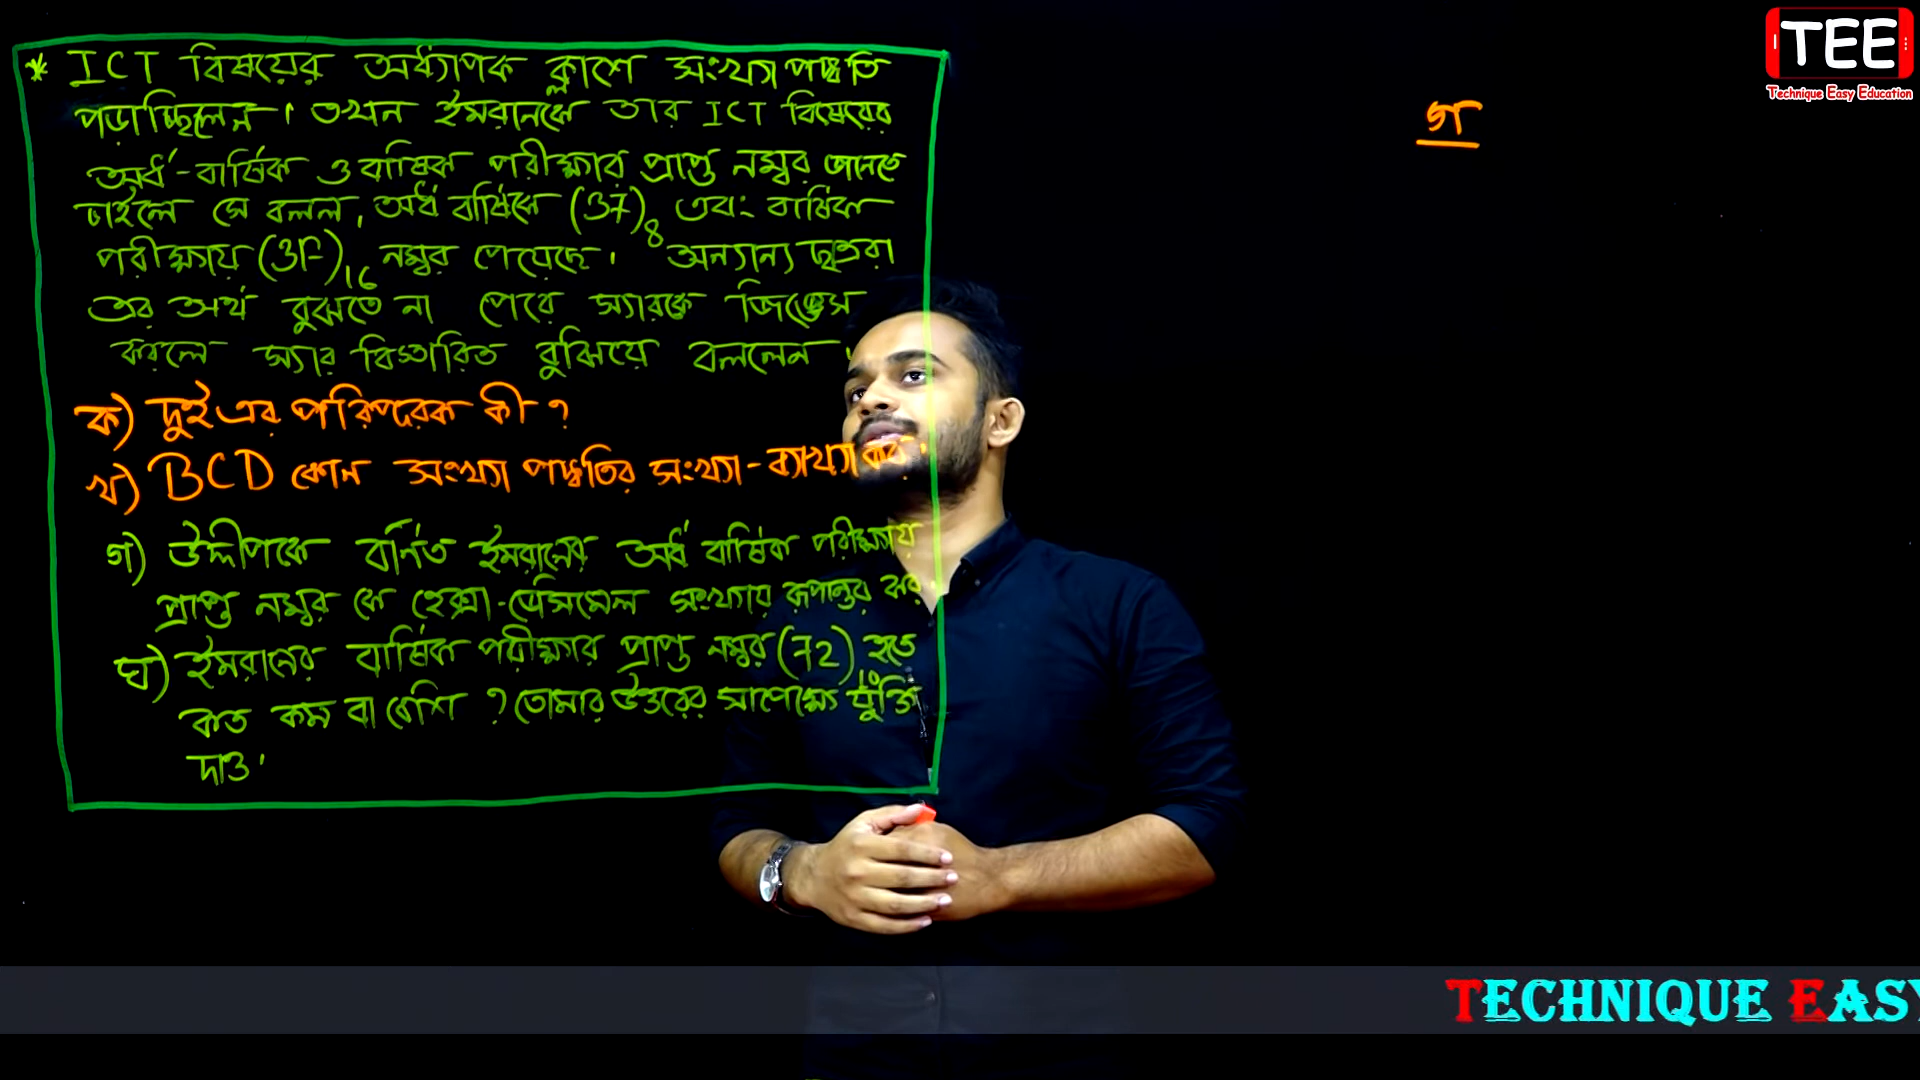 * ICT বিষয়ের অধ্যাপক ক্লাশে সংখ্যা পদ্ধতি
পড়াচ্ছিলেন। তখন ইমরানকে তার ICT বিষয়ের
অর্ধ-বার্ষিক ও বার্ষিক পরীক্ষার প্রাপ্ত নম্বর জানতে
চাইলে সে বলল, অর্ধ বার্ষিকে (37)8 এবং বার্ষিক
পরীক্ষায় (3F)16 নম্বর পেয়েছে। অন্যান্য ছাত্ররা
এর অর্থ বুঝতে না পেরে স্যারকে জিজ্ঞেস
করলে স্যার বিস্তারিত বুঝিয়ে বললেন।
ক) দুই এর পরিপূরক কী?
খ) BCD কোন সংখ্যা পদ্ধতির সংখ্যা-ব্যাখ্যা কর।
গ) উদ্দীপকে বর্ণিত ইমরানের অর্ধ বার্ষিক পরীক্ষায়
প্রাপ্ত নম্বর কে হেক্সা-ডেসিমেল সংখ্যায় রূপান্তর কর।
ঘ) ইমরানের বার্ষিক পরীক্ষার প্রাপ্ত নম্বর (72)10 হতে
কত কম বা বেশি? তোমার উত্তরের সাপেক্ষে যুক্তি
দাও।
গ
TEE
Technique Easy Education
TECHNIQUE EASY